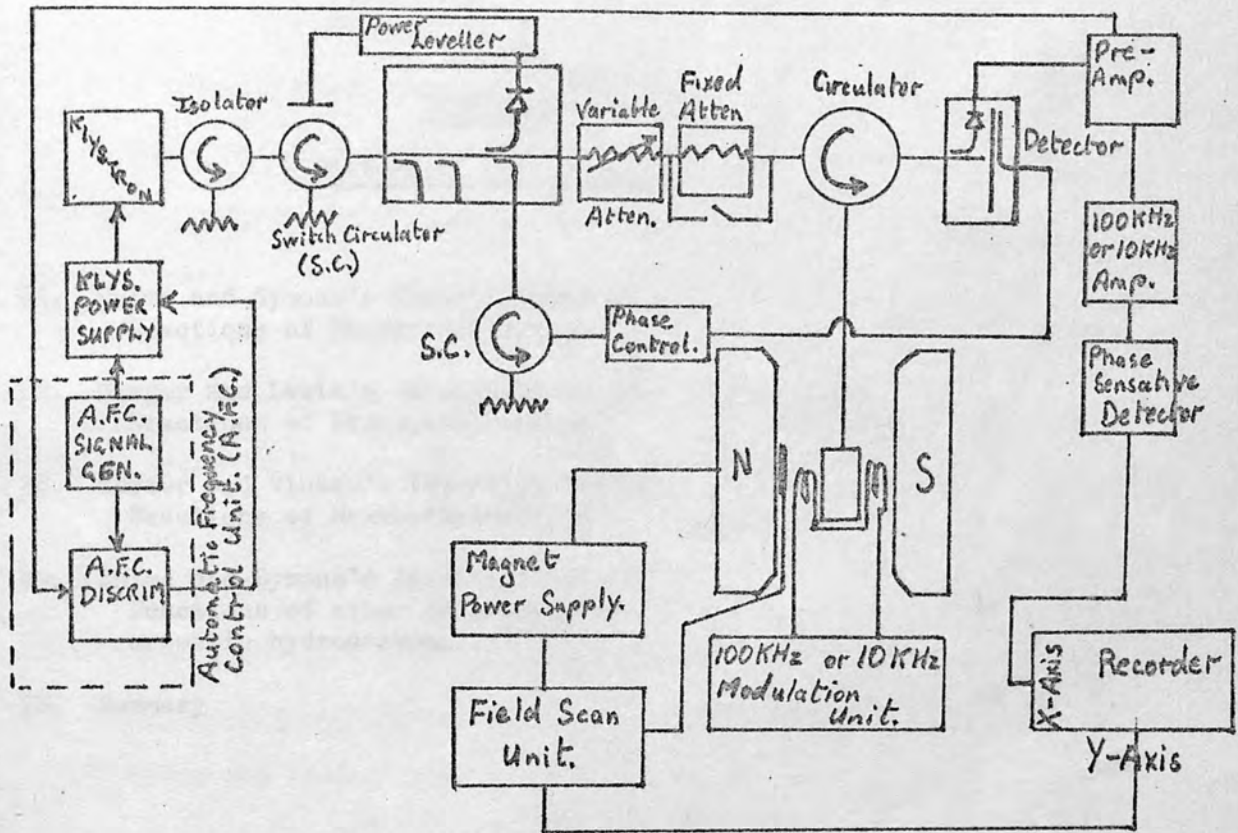 Power
Leveller
Pre-
Amp.
Isolator
Variable
Fixed
Atten
Circulator
KLYSTRON
Detector
Atten.
Switch Circulator
(S.C.)
100KHz
or 10KHz
Amp.
KLYS.
POWER
SUPPLY
S.C.
Phase
Control.
Phase
Sensative
Detector
A.F.C.
SIGNAL
GEN.
Automatic Frequency
Control Unit. (A.F.C.)
N
S
A.F.C.
DISCRIM
Magnet
Power Supply.
100KHz or 10KHz
Modulation
Unit.
X-Axis
Recorder
Field Scan
Unit.
Y-Axis